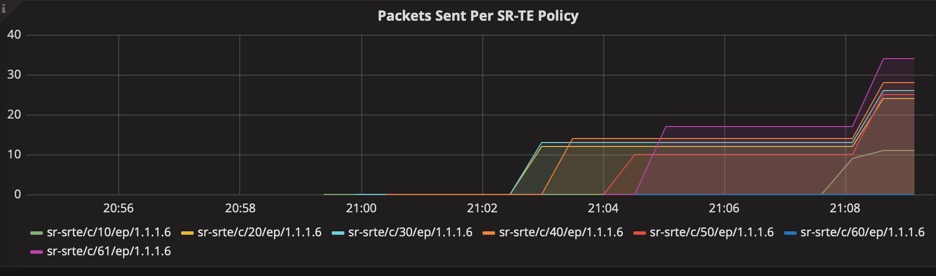 i
Packets Sent Per SR-TE Policy
40
30
20
10
0
20:56 20:58 21:00 21:02 21:04 21:06 21:08
sr-srte/c/10/ep/1.1.1.6 sr-srte/c/20/ep/1.1.1.6 sr-srte/c/30/ep/1.1.1.6 sr-srte/c/40/ep/1.1.1.6 sr-srte/c/50/ep/1.1.1.6 sr-srte/c/60/ep/1.1.1.6
sr-srte/c/61/ep/1.1.1.6